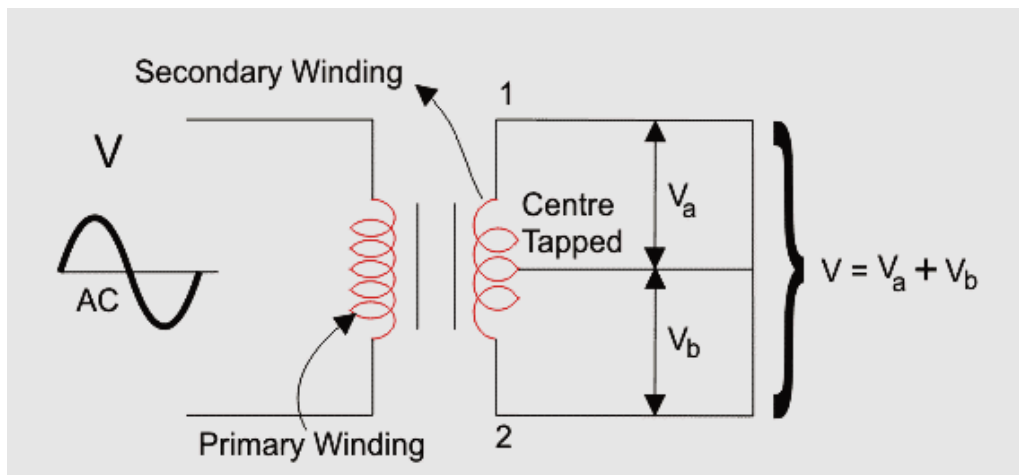 Secondary Winding
1
V
AC
Centre
Tapped
Va
Vb
V = Va + Vb
Primary Winding
2